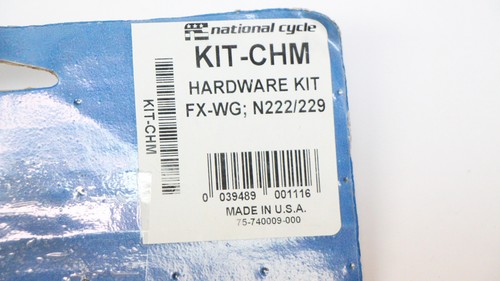 national cycle
KIT-CHM
HARDWARE KIT
FX-WG; N222/229
KIT-CHM
0 039489 001116
MADE IN U.S.A.
75-740009-000